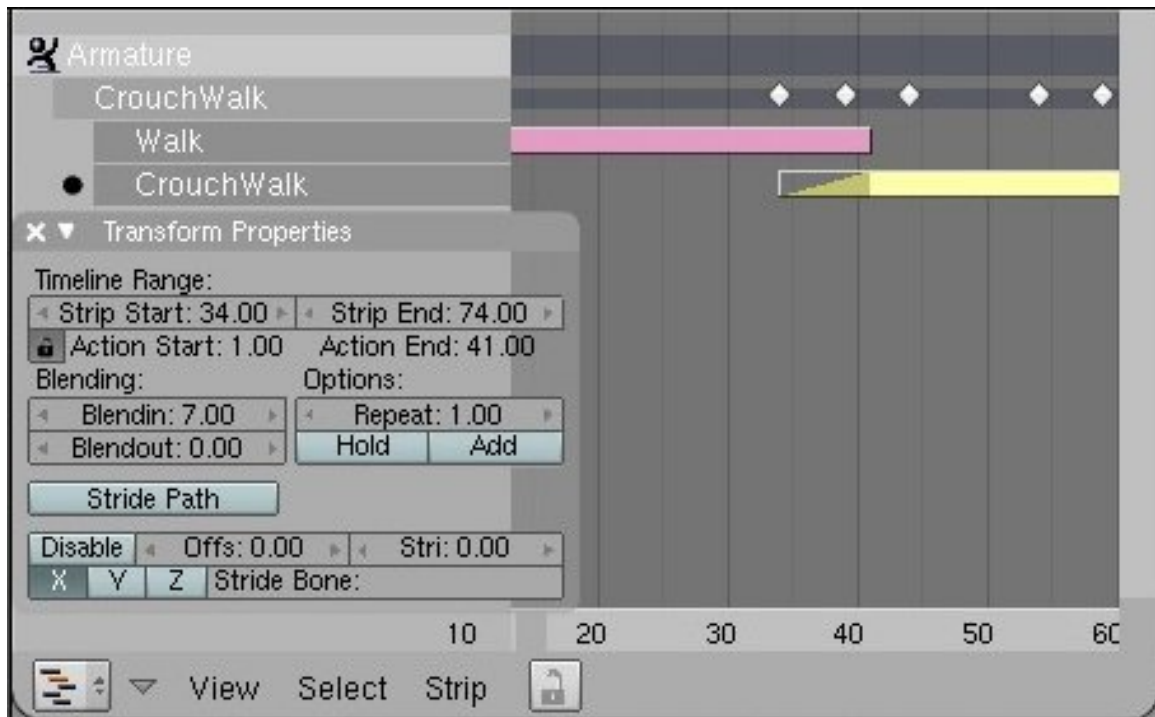 Armature
CrouchWalk
Walk
CrouchWalk
Transform Properties
Timeline Range:
Strip Start: 34.00 Strip End: 74.00
Action Start: 1.00 Action End: 41.00
Blending: Options:
Blendin: 7.00 Repeat: 1.00
Blendout: 0.00 Hold Add
Stride Path
Disable Offs: 0.00 Stri: 0.00
X Y Z Stride Bone:
10 20 30 40 50 60
View Select Strip